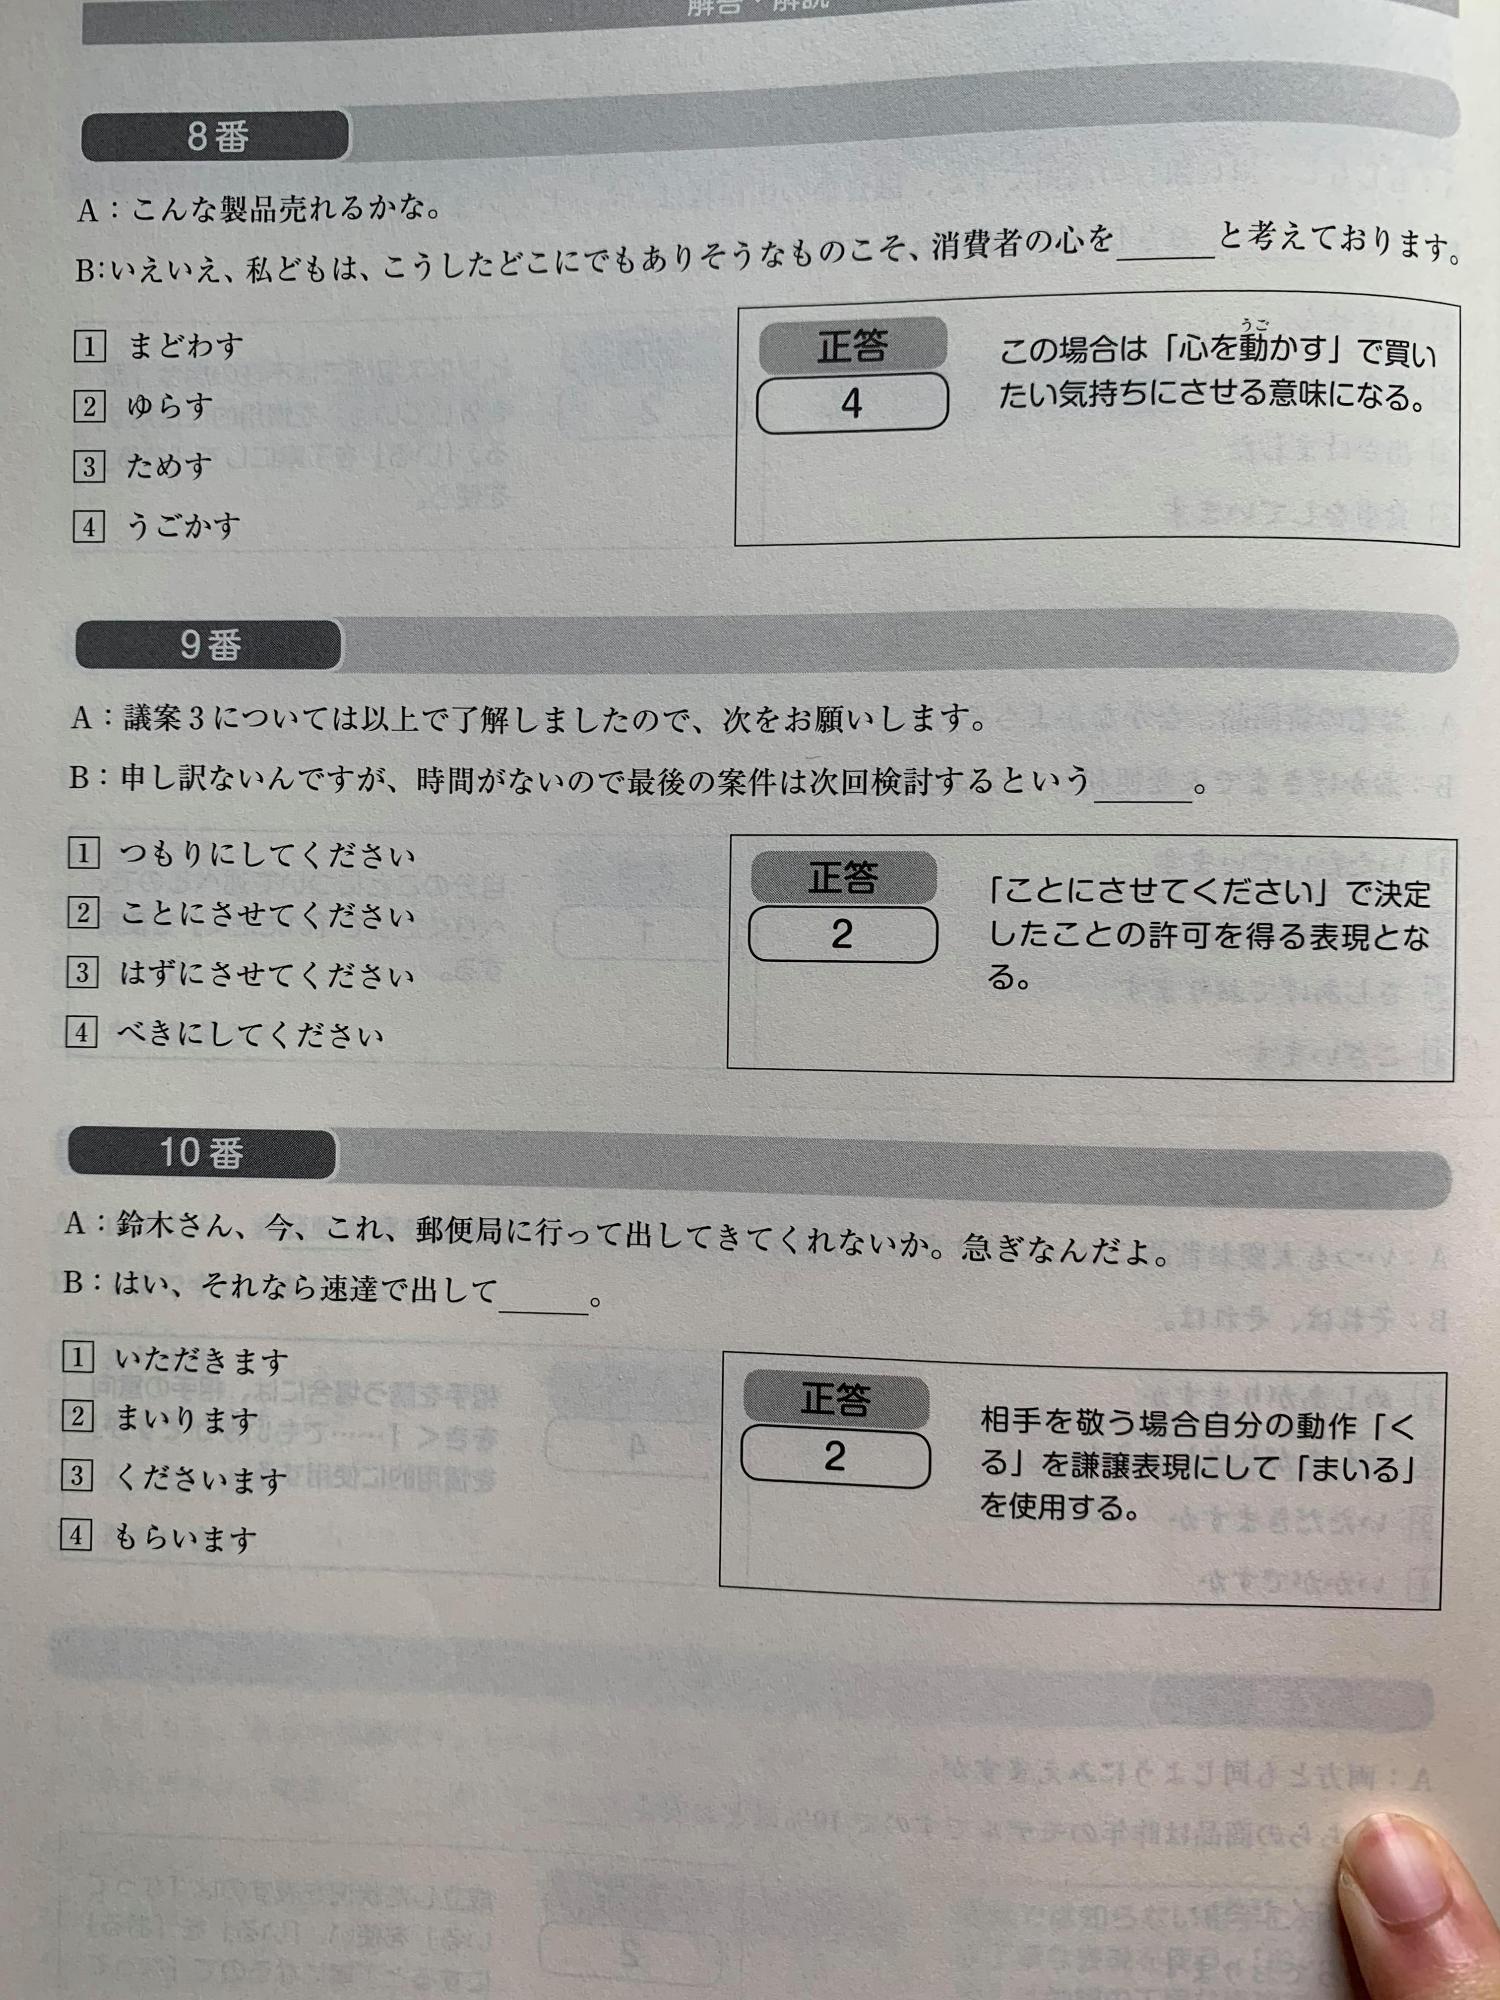 解答・解説
8番
A：こんな製品売れるかな。
B：いえいえ、私どもは、こうしたどこにでもありそうなものこそ、消費者の心を______と考えております。
1 まどわす
2 ゆらす
3 ためす
4 うごかす
正答
4
この場合は「心を動かす」で買い
うご
たい気持ちにさせる意味になる。
9番
A：議案3については以上で了解しましたので、次をお願いします。
B：申し訳ないんですが、時間がないので最後の案件は次回検討するという______。
1 つもりにしてください
2 ことにさせてください
3 はずにさせてください
4 べきにしてください
正答
2
「ことにさせてください」で決定
したことの許可を得る表現とな
る。
10番
A：鈴木さん、今、これ、郵便局に行って出してきてくれないか。急ぎなんだよ。
B：はい、それなら速達で出して______。
1 いただきます
2 まいります
3 くださいます
4 もらいます
正答
2
相手を敬う場合自分の動作「く
る」を謙譲表現にして「まいる」
を使用する。